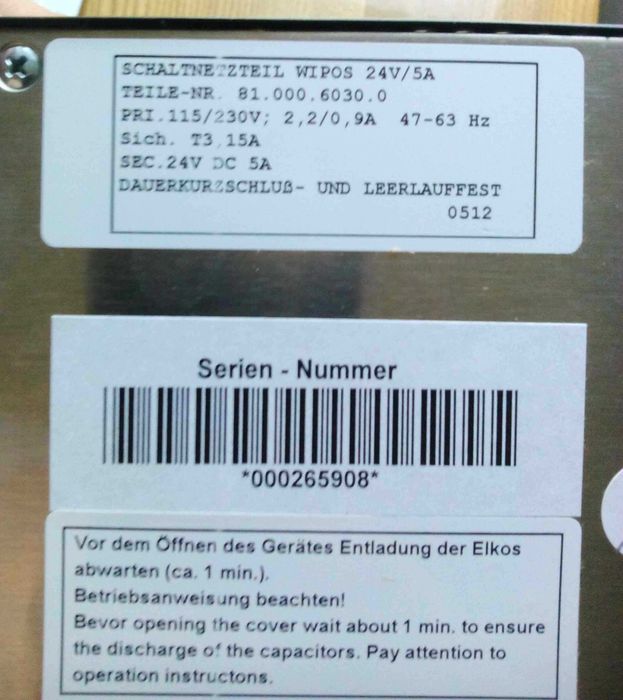 SCHALTNETZTEIL WIPOS 24V/5A
TEILE-NR. 81.000.6030.0
PRI.115/230V; 2,2/0,9A 47-63 Hz
Sich. T3,15A
SEC.24V DC 5A
DAUERKURZSCHLUß- UND LEERLAUFFEST
0512
Serien - Nummer
*000265908*
Vor dem Öffnen des Gerätes Entladung der Elkos
abwarten (ca. 1 min.).
Betriebsanweisung beachten!
Bevor opening the cover wait about 1 min. to ensure
the discharge of the capacitors. Pay attention to
operation instructons.